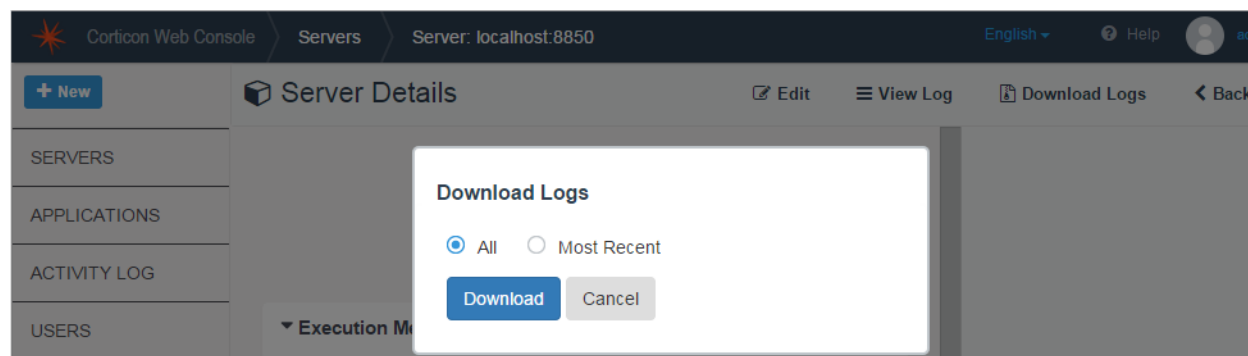 Corticon Web Console Servers Server: localhost:8850 English Help
New Server Details Edit View Log Download Logs Back
SERVERS
APPLICATIONS
ACTIVITY LOG
USERS
Download Logs
All Most Recent
Download Cancel
Execution